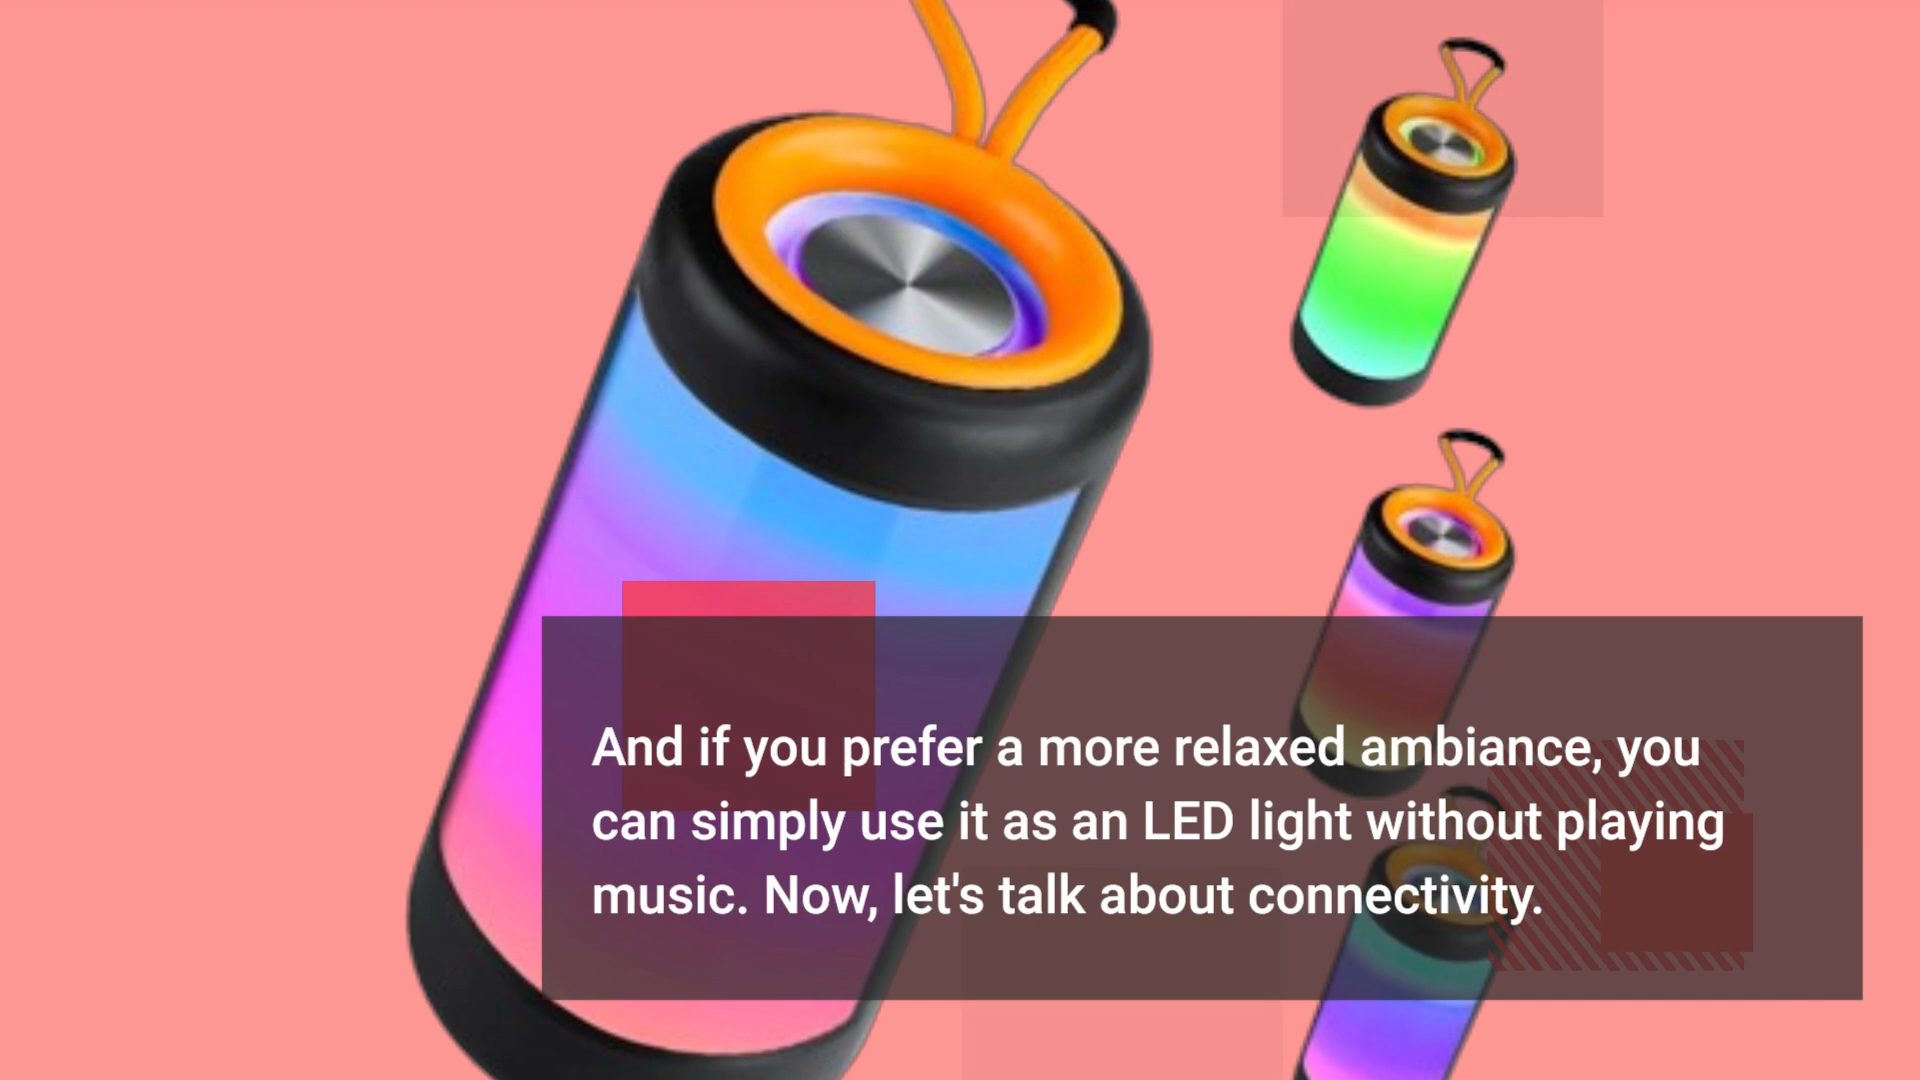 And if you prefer a more relaxed ambiance, you
can simply use it as an LED light without playing
music. Now, let's talk about connectivity.